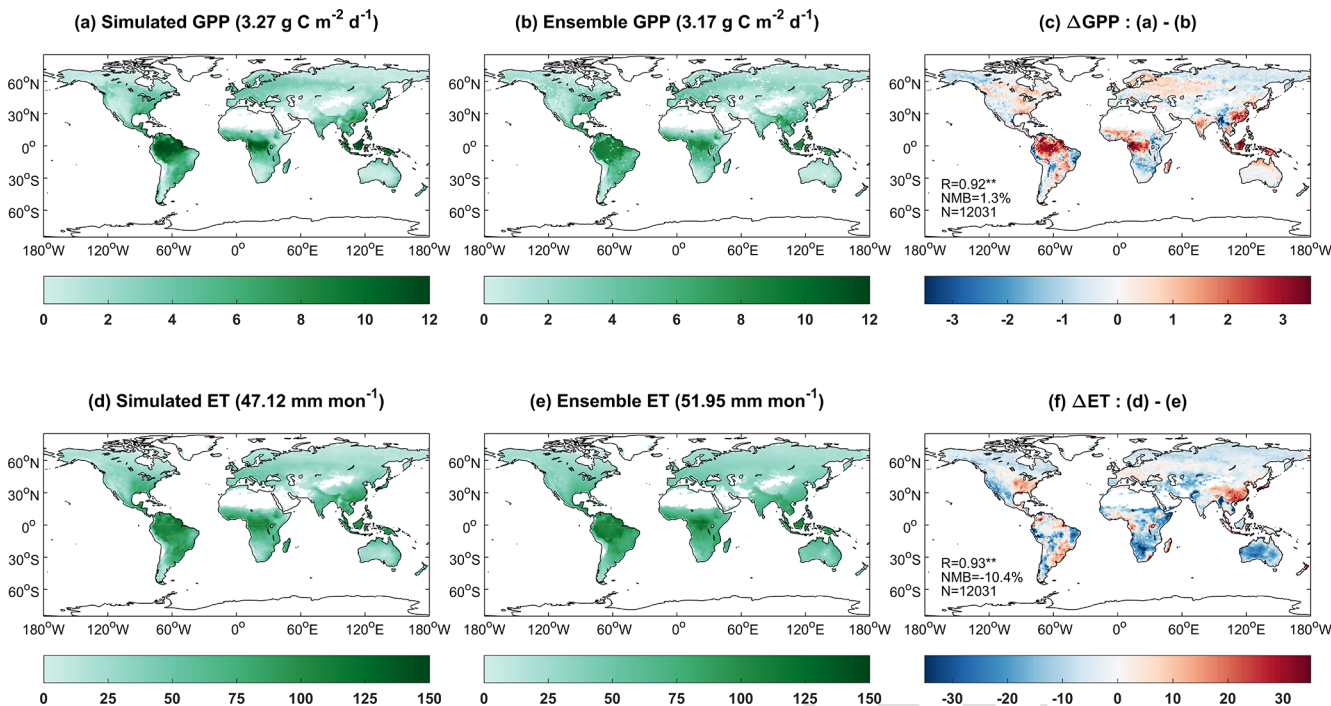 (a) Simulated GPP (3.27 g C m⁻² d⁻¹)
(b) Ensemble GPP (3.17 g C m⁻² d⁻¹)
(c) ΔGPP : (a) - (b)
60°N
30°N
0°
30°S
60°S
180°W 120°W 60°W 0° 60°E 120°E 180°W
0 2 4 6 8 10 12
60°N
30°N
0°
30°S
60°S
180°W 120°W 60°W 0° 60°E 120°E 180°W
0 2 4 6 8 10 12
60°N
30°N
0°
30°S
60°S
R=0.92**
NMB=1.3%
N=12031
180°W 120°W 60°W 0° 60°E 120°E 180°W
-3 -2 -1 0 1 2 3
(d) Simulated ET (47.12 mm mon⁻¹)
(e) Ensemble ET (51.95 mm mon⁻¹)
(f) ΔET : (d) - (e)
60°N
30°N
0°
30°S
60°S
180°W 120°W 60°W 0° 60°E 120°E 180°W
0 25 50 75 100 125 150
60°N
30°N
0°
30°S
60°S
180°W 120°W 60°W 0° 60°E 120°E 180°W
0 25 50 75 100 125 150
60°N
30°N
0°
30°S
60°S
R=0.93**
NMB=-10.4%
N=12031
180°W 120°W 60°W 0° 60°E 120°E 180°W
-30 -20 -10 0 10 20 30